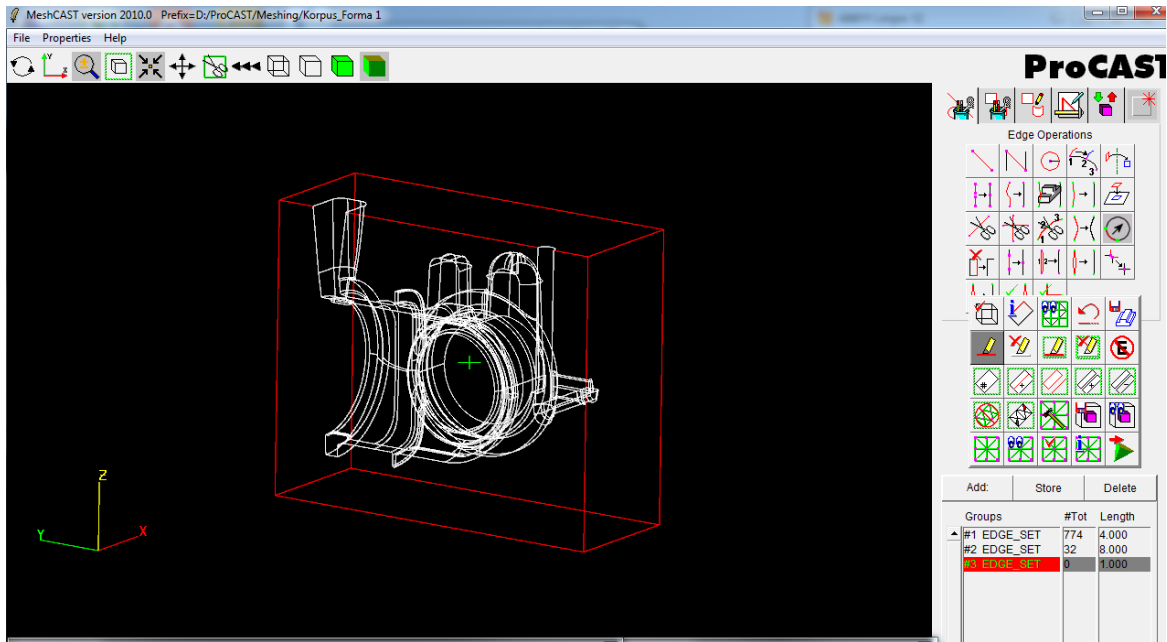 MeshCAST version 2010.0 Prefix=D:/ProCAST/Meshing/Korpus_Forma 1
File Properties Help
ProCAST
Edge Operations
Z
Y
X
Add: Store Delete
Groups #Tot Length
#1 EDGE_SET 774 4.000
#2 EDGE_SET 32 8.000
#3 EDGE_SET 0 1.000